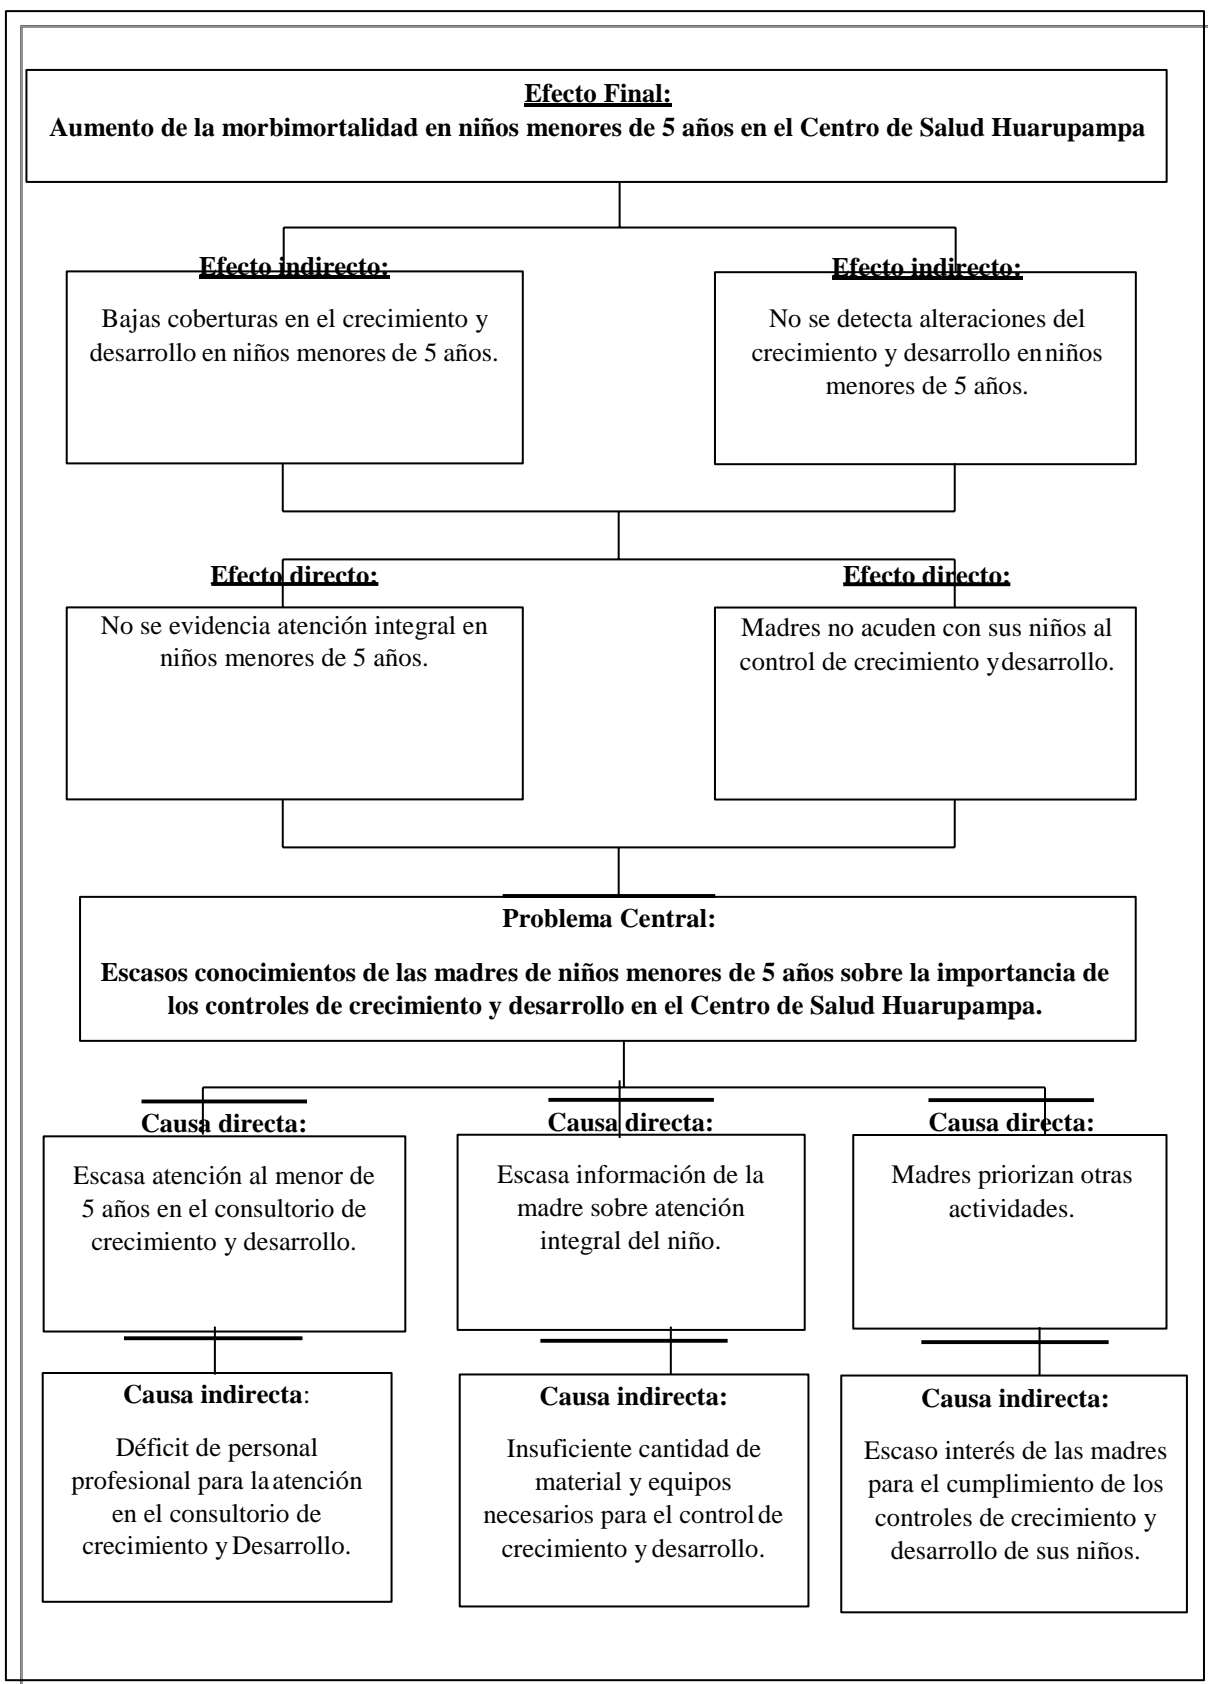 Efecto Final:
Aumento de la morbimortalidad en niños menores de 5 años en el Centro de Salud Huarupampa
Efecto indirecto:
Bajas coberturas en el crecimiento y
desarrollo en niños menores de 5 años.
Efecto indirecto:
No se detecta alteraciones del
crecimiento y desarrollo en niños
menores de 5 años.
Efecto directo:
No se evidencia atención integral en
niños menores de 5 años.
Efecto directo:
Madres no acuden con sus niños al
control de crecimiento y desarrollo.
Problema Central:
Escasos conocimientos de las madres de niños menores de 5 años sobre la importancia de
los controles de crecimiento y desarrollo en el Centro de Salud Huarupampa.
Causa directa:
Escasa atención al menor de
5 años en el consultorio de
crecimiento y desarrollo.
Causa directa:
Escasa información de la
madre sobre atención
integral del niño.
Causa directa:
Madres priorizan otras
actividades.
Causa indirecta:
Déficit de personal
profesional para la atención
en el consultorio de
crecimiento y Desarrollo.
Causa indirecta:
Insuficiente cantidad de
material y equipos
necesarios para el control de
crecimiento y desarrollo.
Causa indirecta:
Escaso interés de las madres
para el cumplimiento de los
controles de crecimiento y
desarrollo de sus niños.